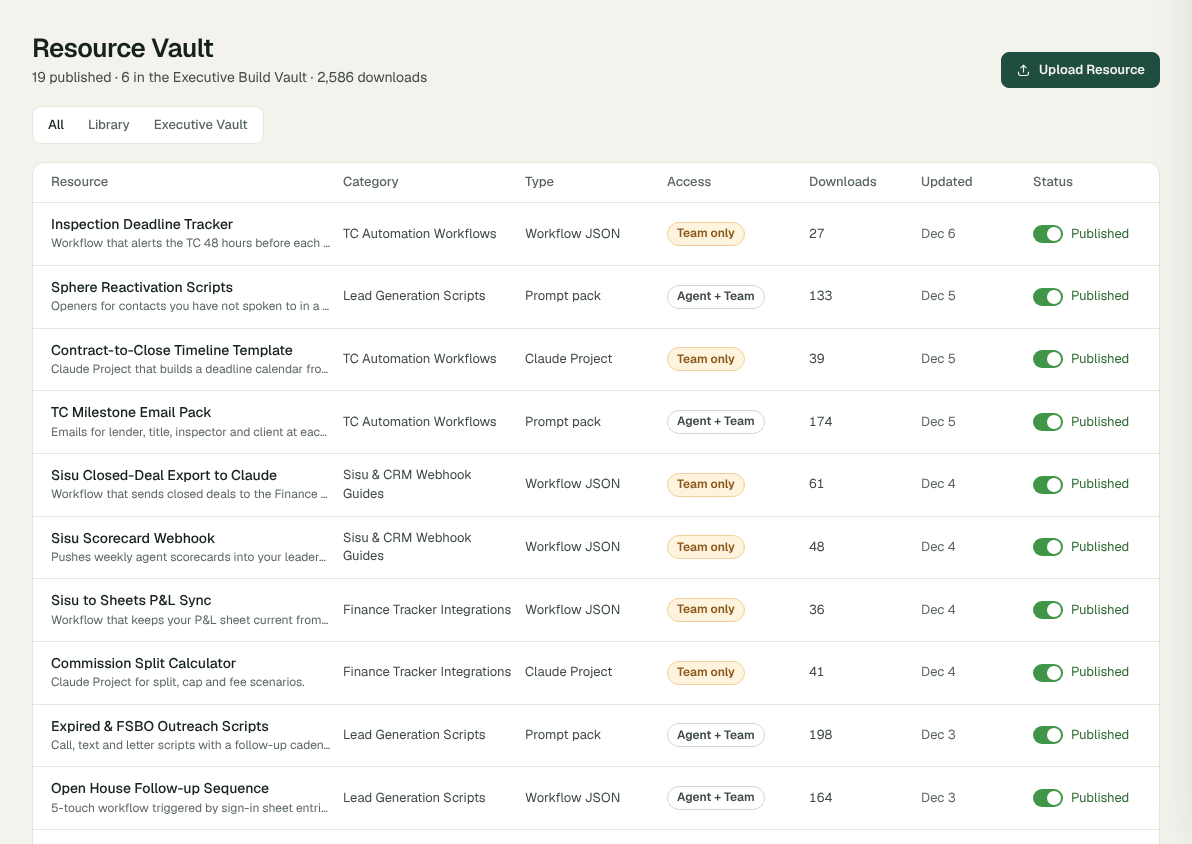 Resource Vault
19 published · 6 in the Executive Build Vault · 2,586 downloads
Upload Resource
All Library Executive Vault
Resource Category Type Access Downloads Updated Status
Inspection Deadline Tracker
Workflow that alerts the TC 48 hours before each …
TC Automation Workflows Workflow JSON Team only 27 Dec 6 Published
Sphere Reactivation Scripts
Openers for contacts you have not spoken to in a …
Lead Generation Scripts Prompt pack Agent + Team 133 Dec 5 Published
Contract-to-Close Timeline Template
Claude Project that builds a deadline calendar fro…
TC Automation Workflows Claude Project Team only 39 Dec 5 Published
TC Milestone Email Pack
Emails for lender, title, inspector and client at eac…
TC Automation Workflows Prompt pack Agent + Team 174 Dec 5 Published
Sisu Closed-Deal Export to Claude
Workflow that sends closed deals to the Finance …
Sisu & CRM Webhook
Guides
Workflow JSON Team only 61 Dec 4 Published
Sisu Scorecard Webhook
Pushes weekly agent scorecards into your leader…
Sisu & CRM Webhook
Guides
Workflow JSON Team only 48 Dec 4 Published
Sisu to Sheets P&L Sync
Workflow that keeps your P&L sheet current from…
Finance Tracker Integrations Workflow JSON Team only 36 Dec 4 Published
Commission Split Calculator
Claude Project for split, cap and fee scenarios.
Finance Tracker Integrations Claude Project Team only 41 Dec 4 Published
Expired & FSBO Outreach Scripts
Call, text and letter scripts with a follow-up caden…
Lead Generation Scripts Prompt pack Agent + Team 198 Dec 3 Published
Open House Follow-up Sequence
5-touch workflow triggered by sign-in sheet entri…
Lead Generation Scripts Workflow JSON Agent + Team 164 Dec 3 Published